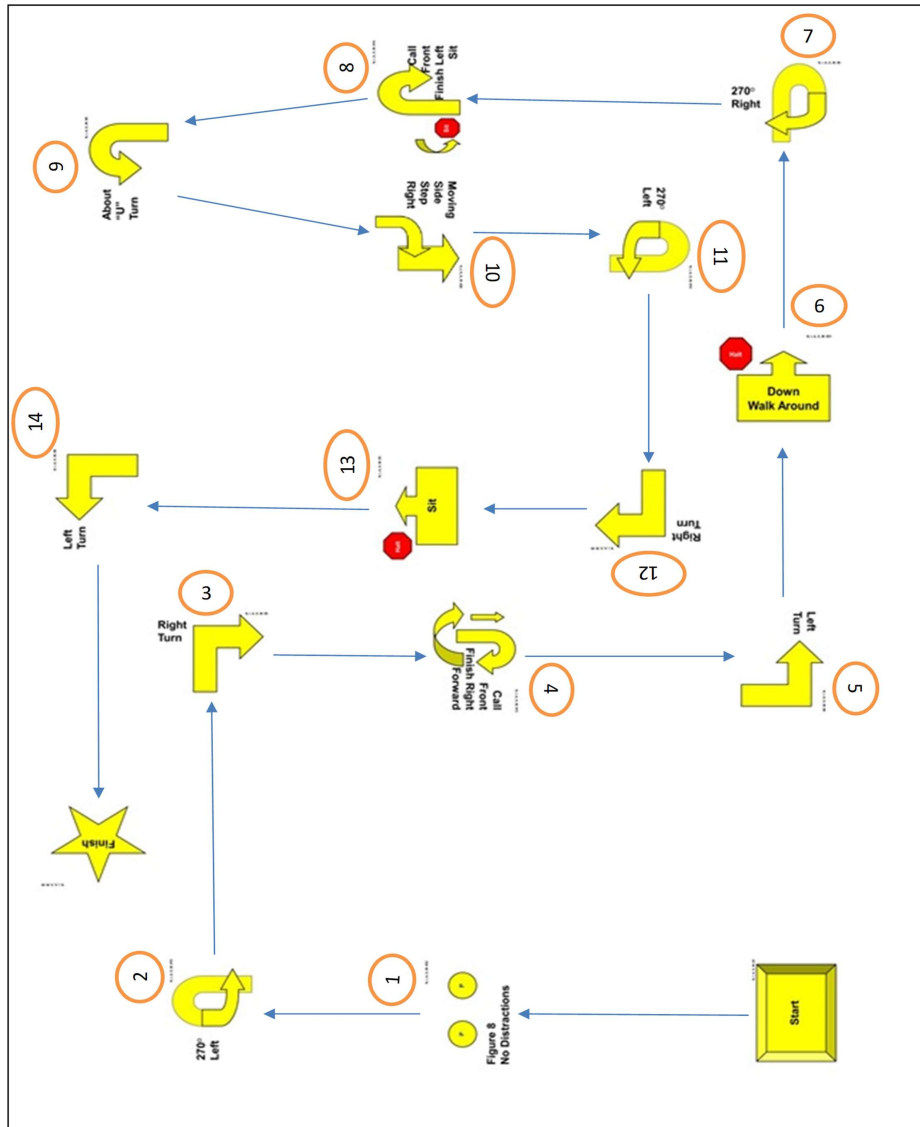 Start
Figure 8
No Distractions
P
P
1
270°
Left
2
Right
Turn
3
Call
Front
Finish Right
Forward
4
Left
Turn
5
Halt
Down
Walk Around
6
270°
Right
7
Call
Front
Finish Left
Sit
8
About
"U"
Turn
9
Moving
Side
Step
Right
10
270°
Left
11
Right
Turn
12
Halt
Sit
13
Left
Turn
14
Finish